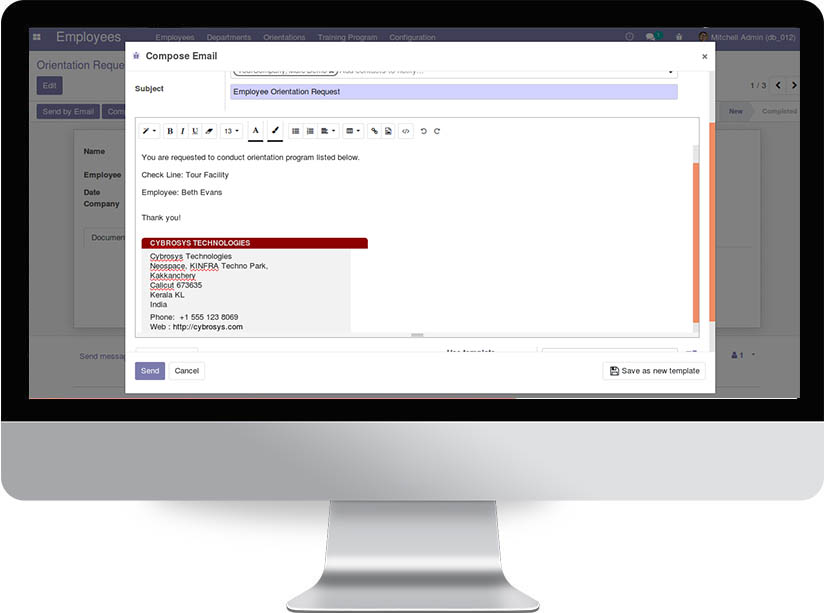 Employees
Employees Departments Orientations Training Program Configuration
Mitchell Admin (db_012)
Orientation Reque
Edit
1 / 3
Send by Email
New
Completed
Compose Email
×
Subject
Employee Orientation Request
B I U 13 A
You are requested to conduct orientation program listed below.
Check Line: Tour Facility
Employee: Beth Evans
Thank you!
CYBROSYS TECHNOLOGIES
Cybrosys Technologies
Neospace, KINFRA Techno Park,
Kakkanchery
Calicut 673635
Kerala KL
India
Phone: +1 555 123 8069
Web : http://cybrosys.com
Name
Employee
Date
Company
Documen
Send messa
1
Send
Cancel
Save as new template